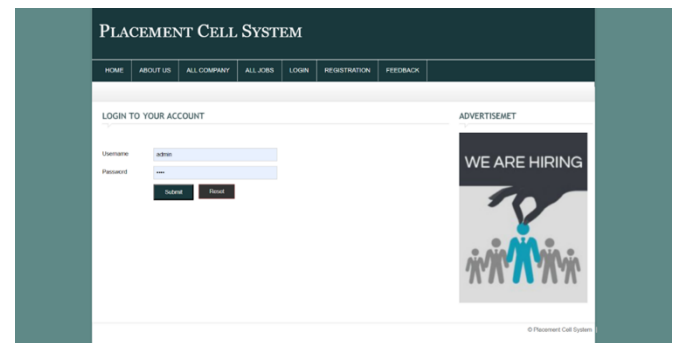 PLACEMENT CELL SYSTEM
HOME ABOUT US ALL COMPANY ALL JOBS LOGIN REGISTRATION FEEDBACK
LOGIN TO YOUR ACCOUNT
ADVERTISEMET
Username admin
Password ••••
Submit Reset
WE ARE HIRING
© Placement Cell System